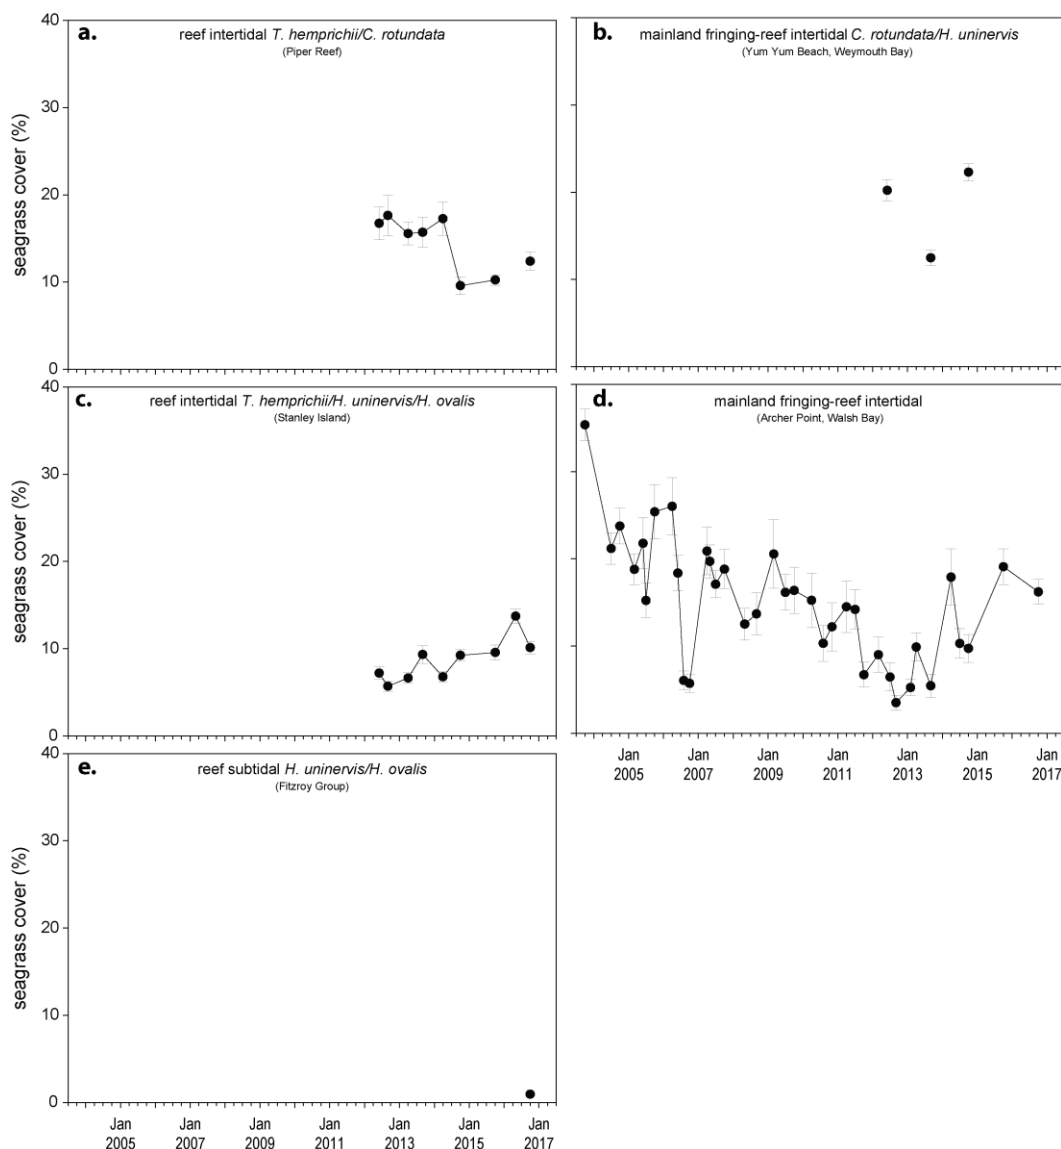 a.
reef intertidal T. hemprichii/C. rotundata
(Piper Reef)
40
30
20
10
0
seagrass cover (%)
b.
mainland fringing-reef intertidal C. rotundata/H. uninervis
(Yum Yum Beach, Weymouth Bay)
c.
reef intertidal T. hemprichii/H. uninervis/H. ovalis
(Stanley Island)
40
30
20
10
0
seagrass cover (%)
d.
mainland fringing-reef intertidal
(Archer Point, Walsh Bay)
Jan Jan Jan Jan Jan Jan Jan
2005 2007 2009 2011 2013 2015 2017
e.
reef subtidal H. uninervis/H. ovalis
(Fitzroy Group)
40
30
20
10
0
seagrass cover (%)
Jan Jan Jan Jan Jan Jan Jan
2005 2007 2009 2011 2013 2015 2017